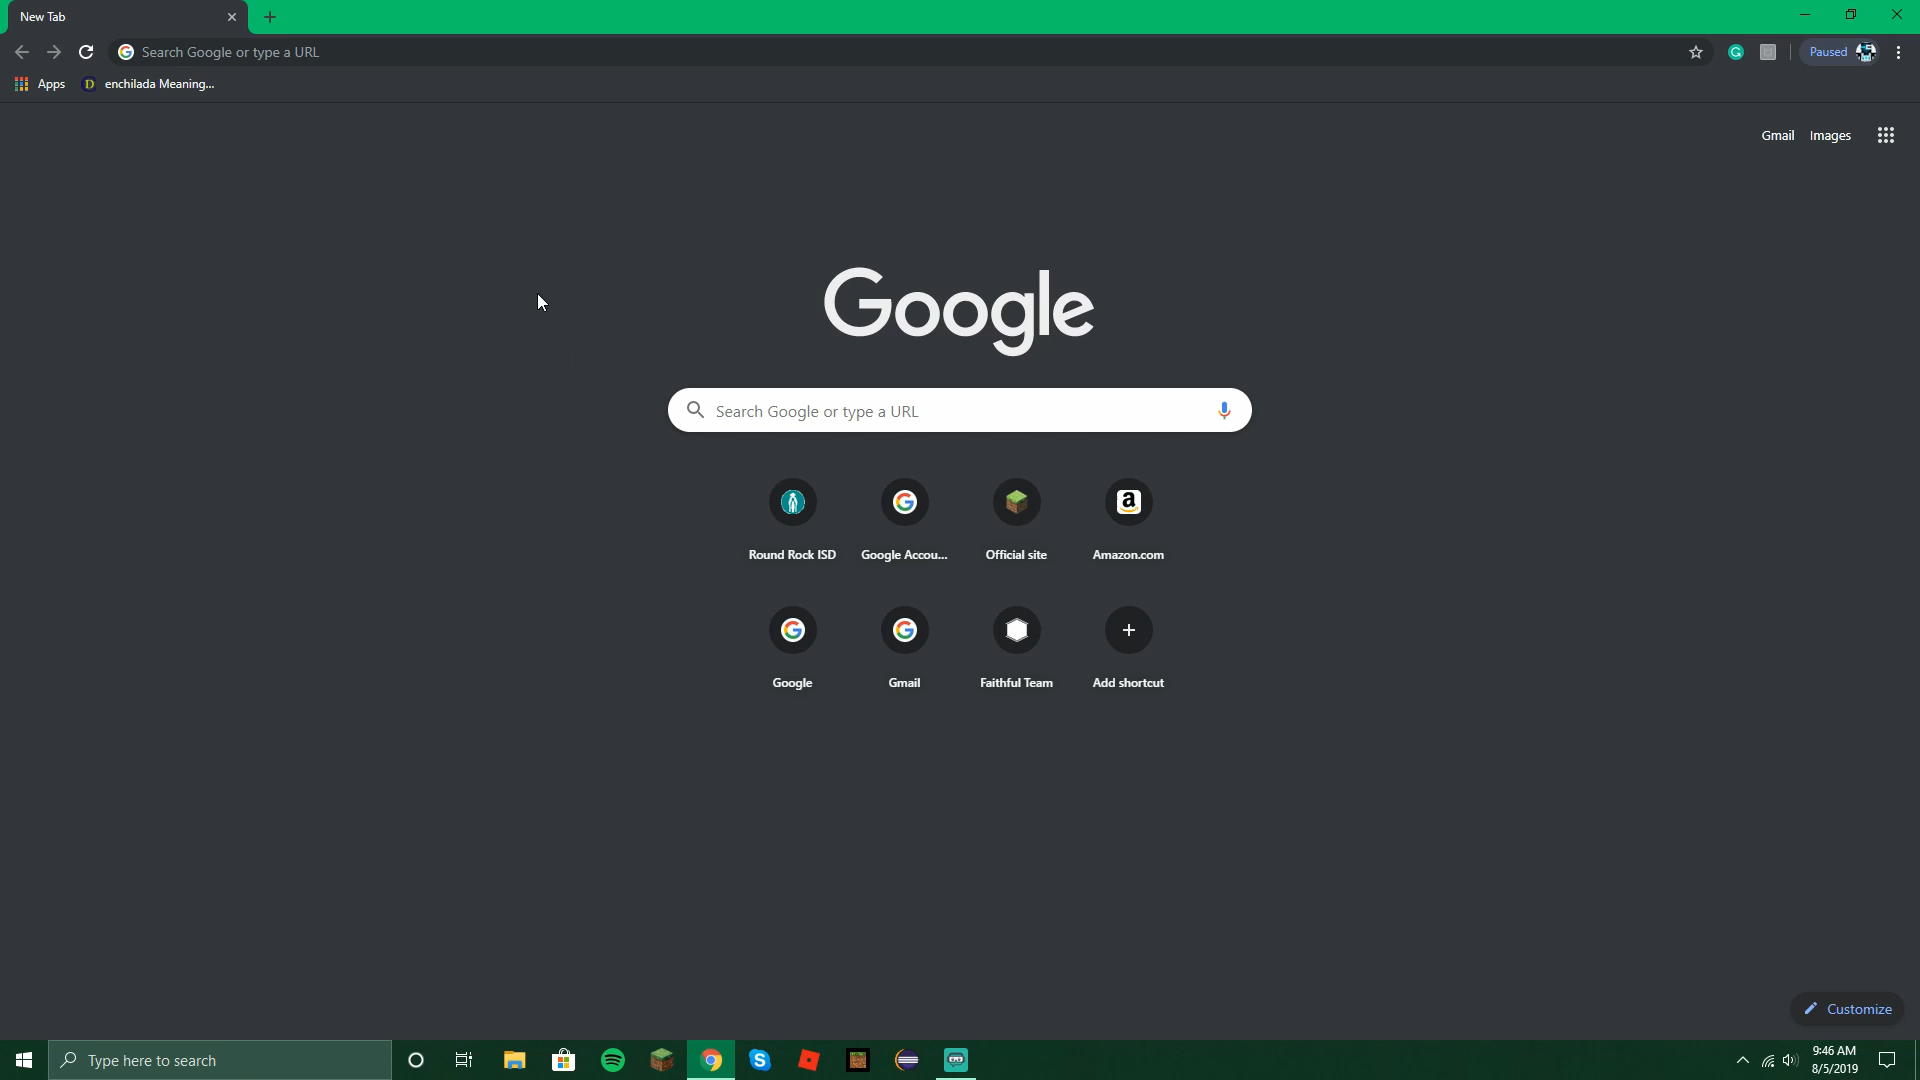 New Tab
Search Google or type a URL
Paused
Apps
enchilada Meaning...
Gmail Images
Google
Search Google or type a URL
Round Rock ISD Google Accou... Official site Amazon.com
Google Gmail Faithful Team Add shortcut
Customize
Type here to search
9:46 AM
8/5/2019